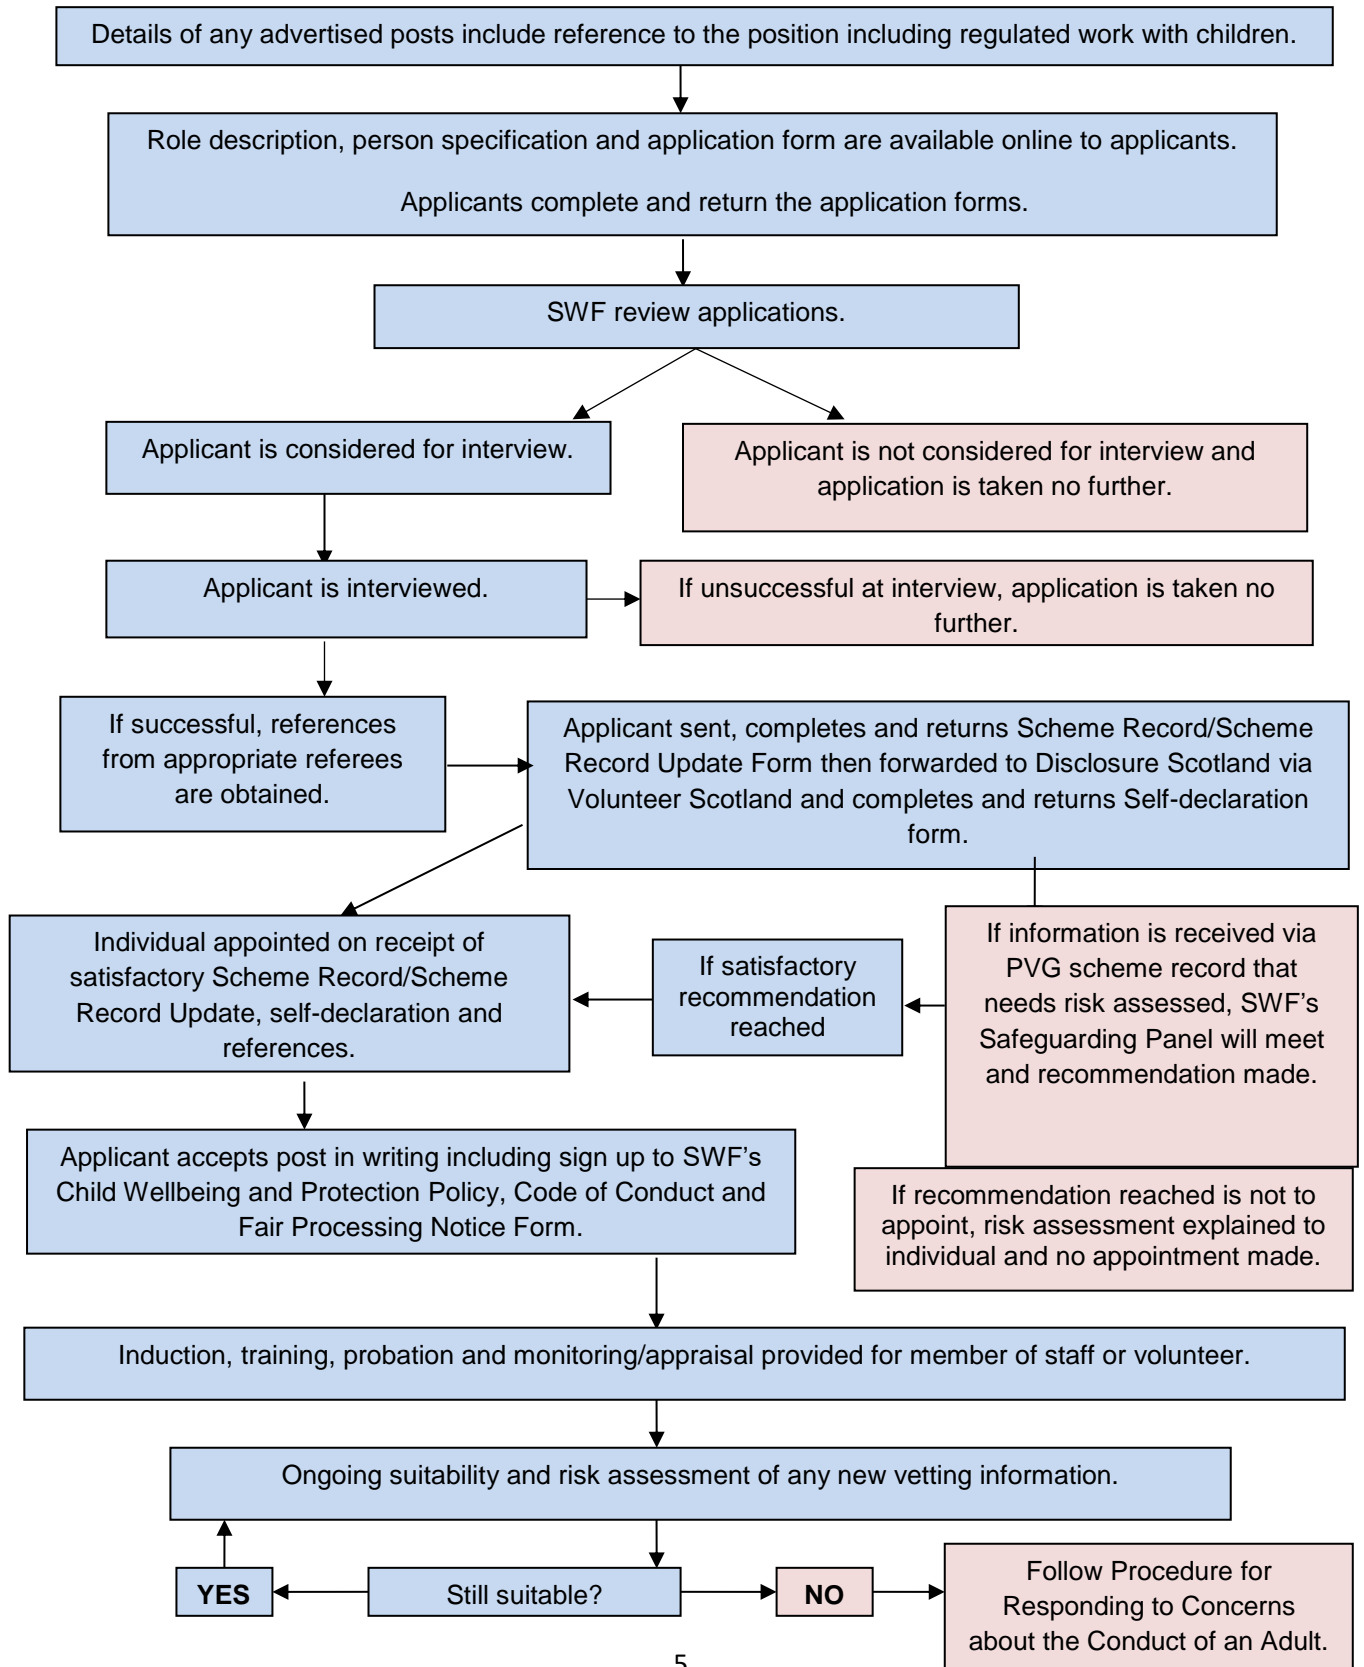 Details of any advertised posts include reference to the position including regulated work with children.
Role description, person specification and application form are available online to applicants.
Applicants complete and return the application forms.
SWF review applications.
Applicant is considered for interview.
Applicant is not considered for interview and
application is taken no further.
Applicant is interviewed.
If unsuccessful at interview, application is taken no
further.
If successful, references
from appropriate referees
are obtained.
Applicant sent, completes and returns Scheme Record/Scheme
Record Update Form then forwarded to Disclosure Scotland via
Volunteer Scotland and completes and returns Self-declaration
form.
Individual appointed on receipt of
satisfactory Scheme Record/Scheme
Record Update, self-declaration and
references.
If satisfactory
recommendation
reached
If information is received via
PVG scheme record that
needs risk assessed, SWF’s
Safeguarding Panel will meet
and recommendation made.
Applicant accepts post in writing including sign up to SWF’s
Child Wellbeing and Protection Policy, Code of Conduct and
Fair Processing Notice Form.
If recommendation reached is not to
appoint, risk assessment explained to
individual and no appointment made.
Induction, training, probation and monitoring/appraisal provided for member of staff or volunteer.
Ongoing suitability and risk assessment of any new vetting information.
YES
Still suitable?
NO
Follow Procedure for
Responding to Concerns
about the Conduct of an Adult.
5